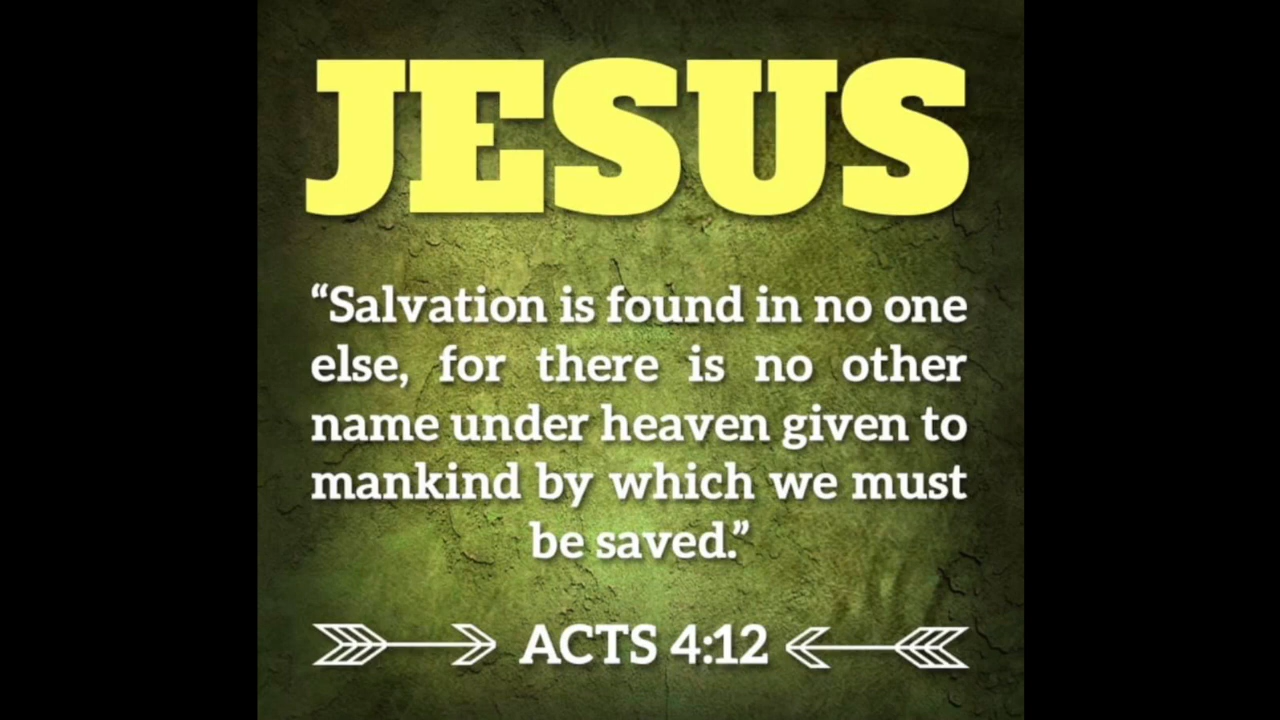 JESUS
“Salvation is found in no one
else, for there is no other
name under heaven given to
mankind by which we must
be saved.”
ACTS 4:12